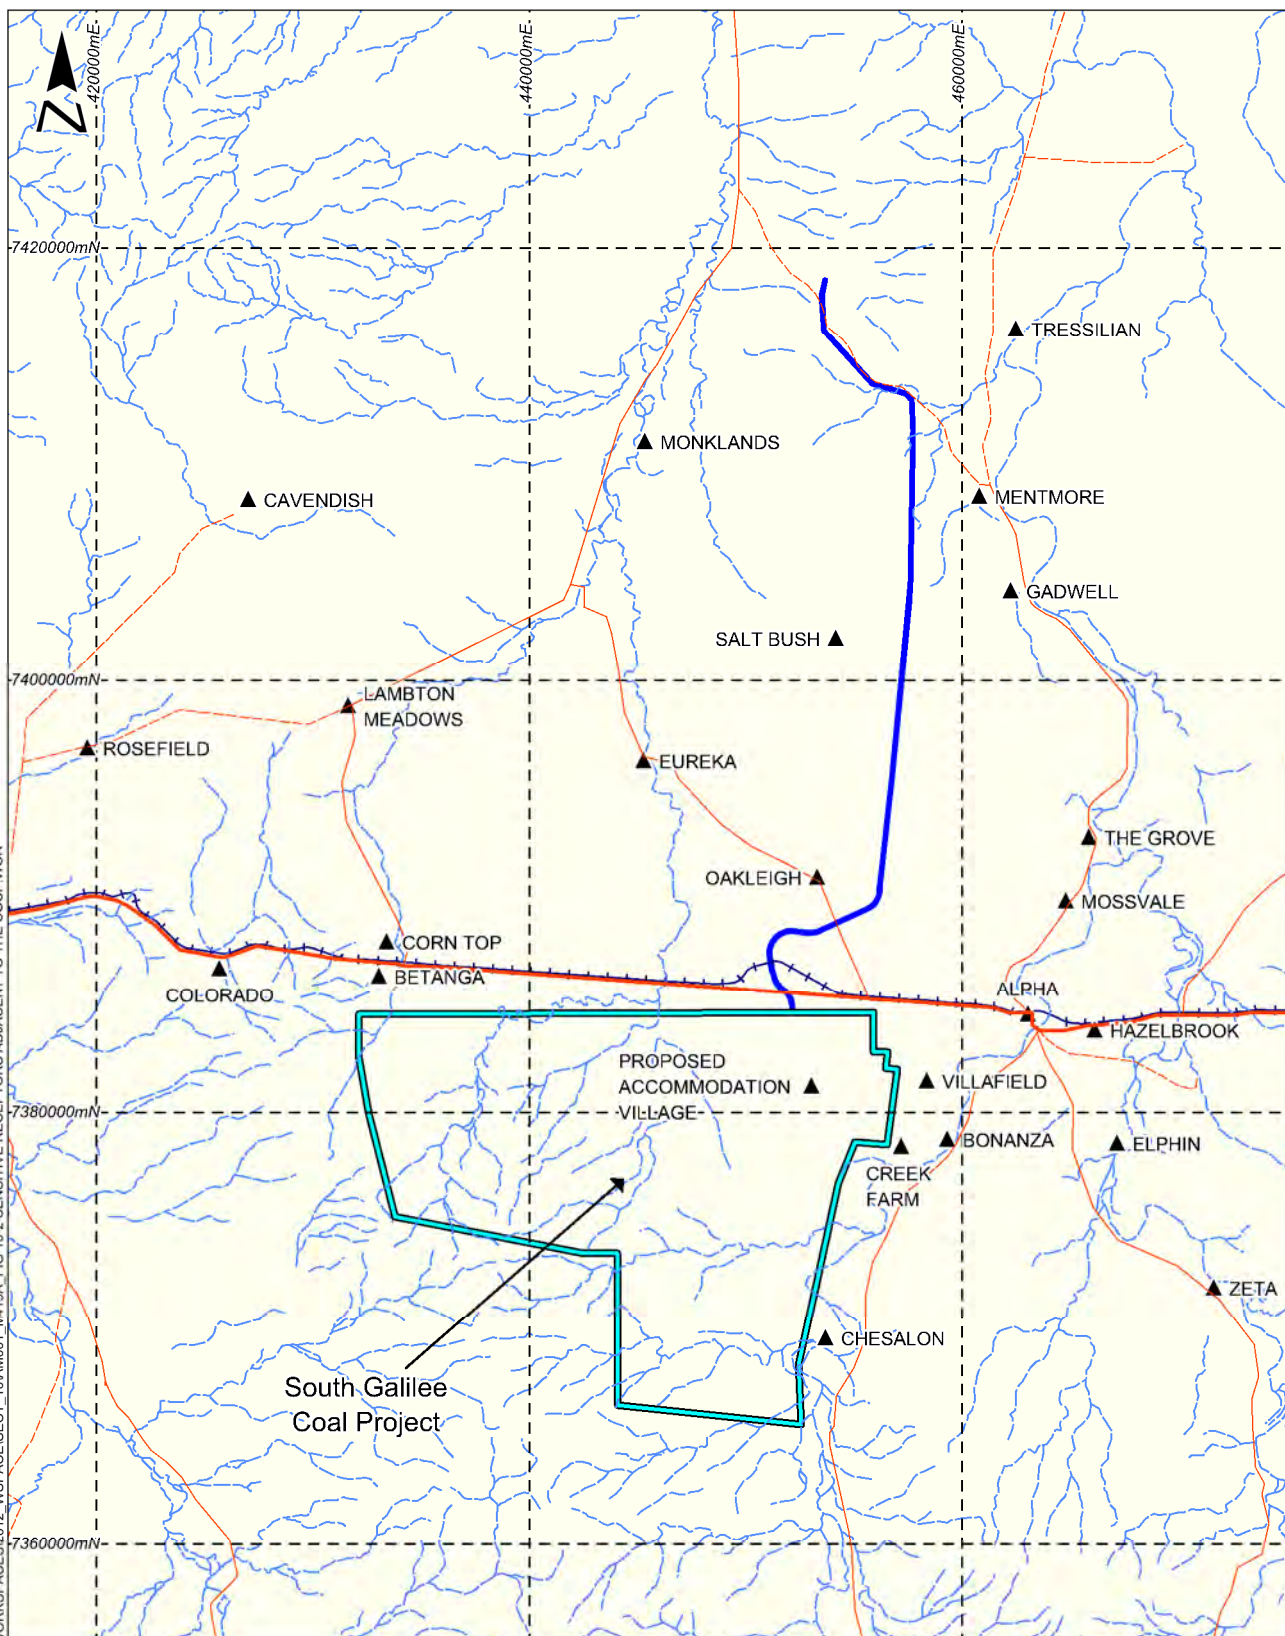 420000mE
440000mE
460000mE
N
7420000mN
TRESSILIAN
MONKLANDS
CAVENDISH
MENTMORE
GADWELL
SALT BUSH
7400000mN
LAMBTON
MEADOWS
ROSEFIELD
EUREKA
THE GROVE
OAKLEIGH
MOSSVALE
CORN TOP
BETANGA
COLORADO
ALPHA
HAZELBROOK
PROPOSED
ACCOMMODATION
VILLAGE
VILLAFIELD
7380000mN
BONANZA
ELPHIN
CREEK
FARM
ZETA
CHESALON
South Galilee
Coal Project
7360000mN